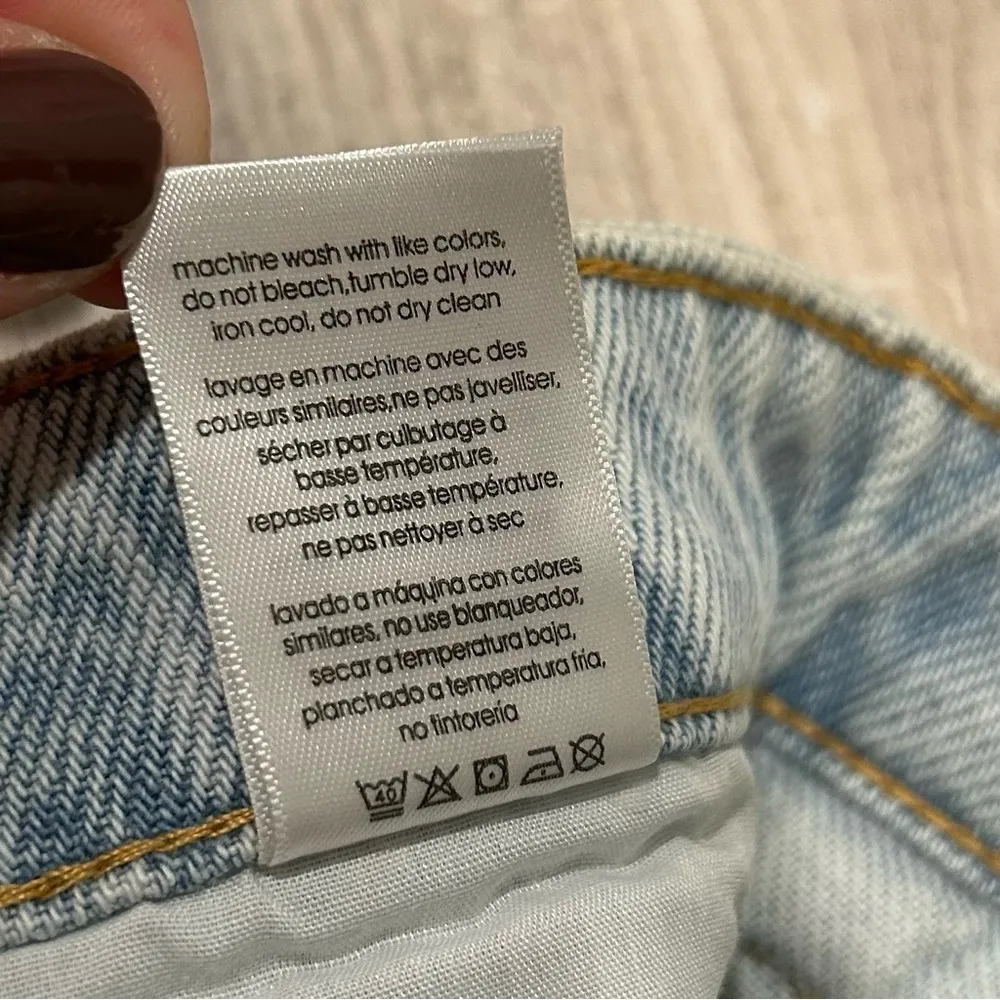 machine wash with like colors,
do not bleach,tumble dry low,
iron cool, do not dry clean
lavage en machine avec des
couleurs similaires,ne pas javelliser,
sécher par culbutage à
basse température,
repasser à basse température,
ne pas nettoyer à sec
lavado a máquina con colores
similares, no use blanqueador,
secar a temperatura baja,
planchado a temperatura fria,
no tintorería
40